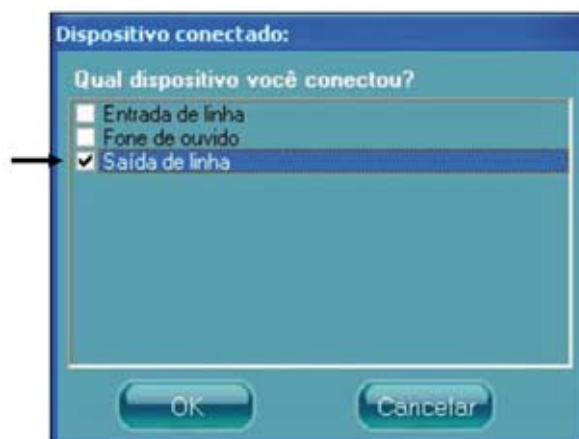 Dispositivo conectado:
Qual dispositivo você conectou?
Entrada de linha
Fone de ouvido
Saída de linha
OK
Cancelar